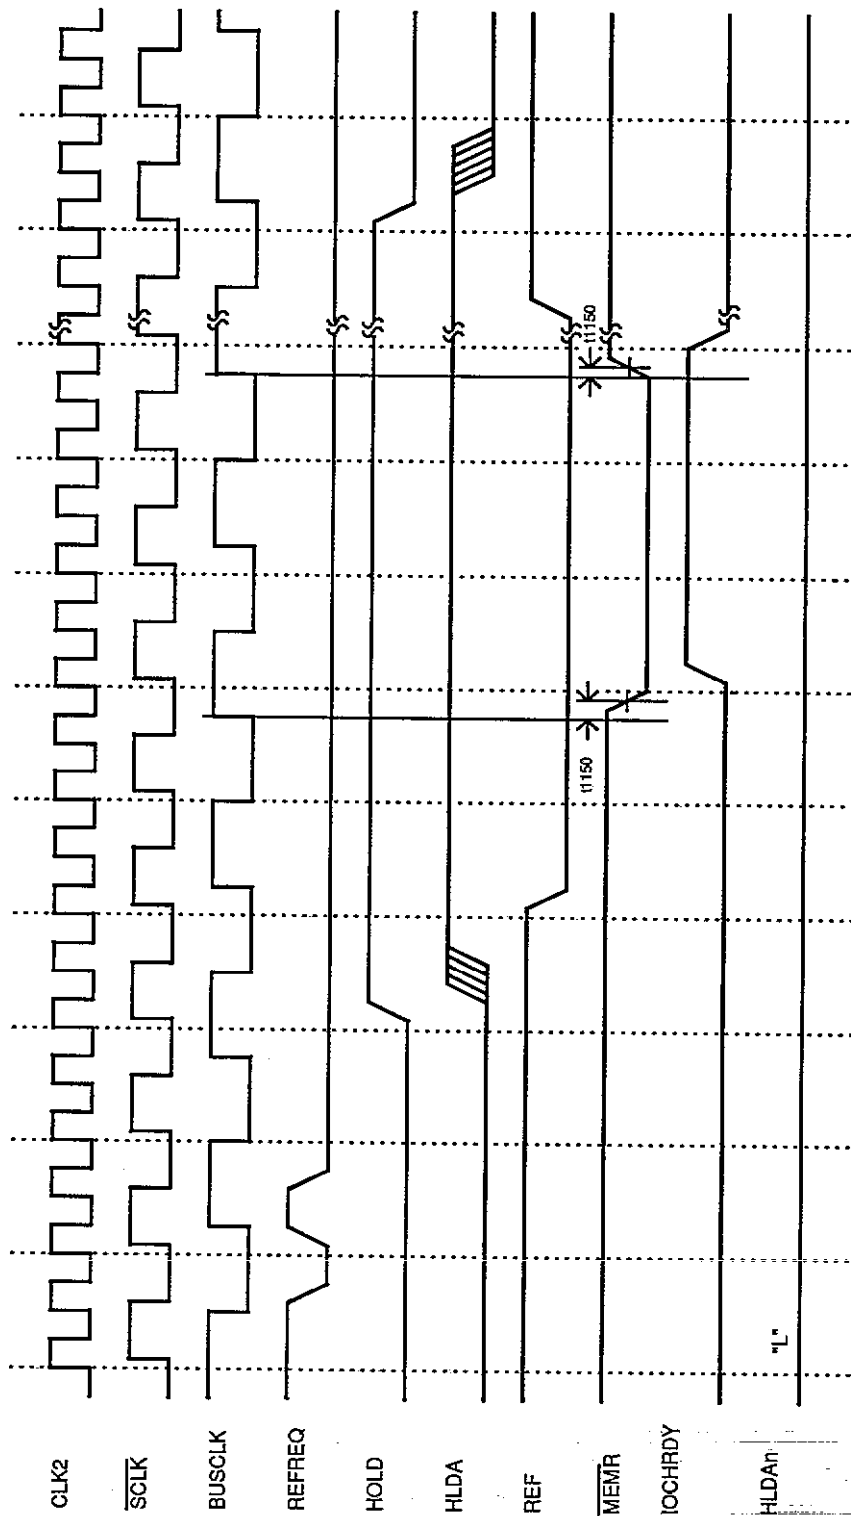 CLK2
SCLK
BUSCLK
REFREQ
HOLD
HLDA
REF
MEMR
IOCHRDY
HLDAn
"L"
t1150
t1150